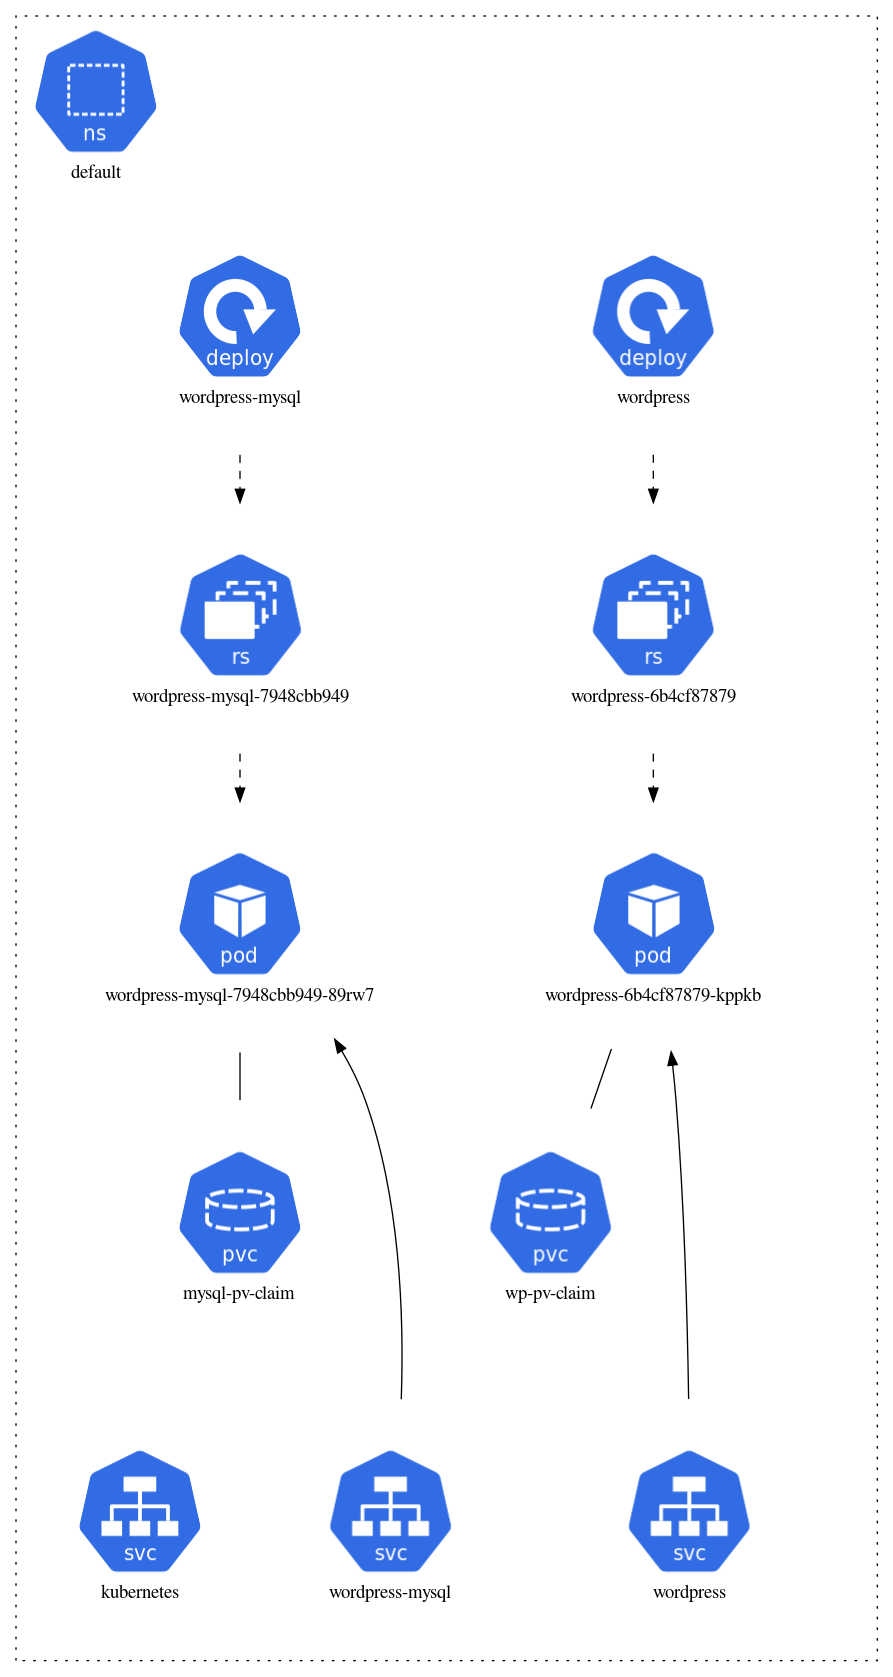 ns
default
deploy
wordpress-mysql
deploy
wordpress
rs
wordpress-mysql-7948cbb949
rs
wordpress-6b4cf87879
pod
wordpress-mysql-7948cbb949-89rw7
pod
wordpress-6b4cf87879-kppkb
pvc
mysql-pv-claim
pvc
wp-pv-claim
svc
kubernetes
svc
wordpress-mysql
svc
wordpress